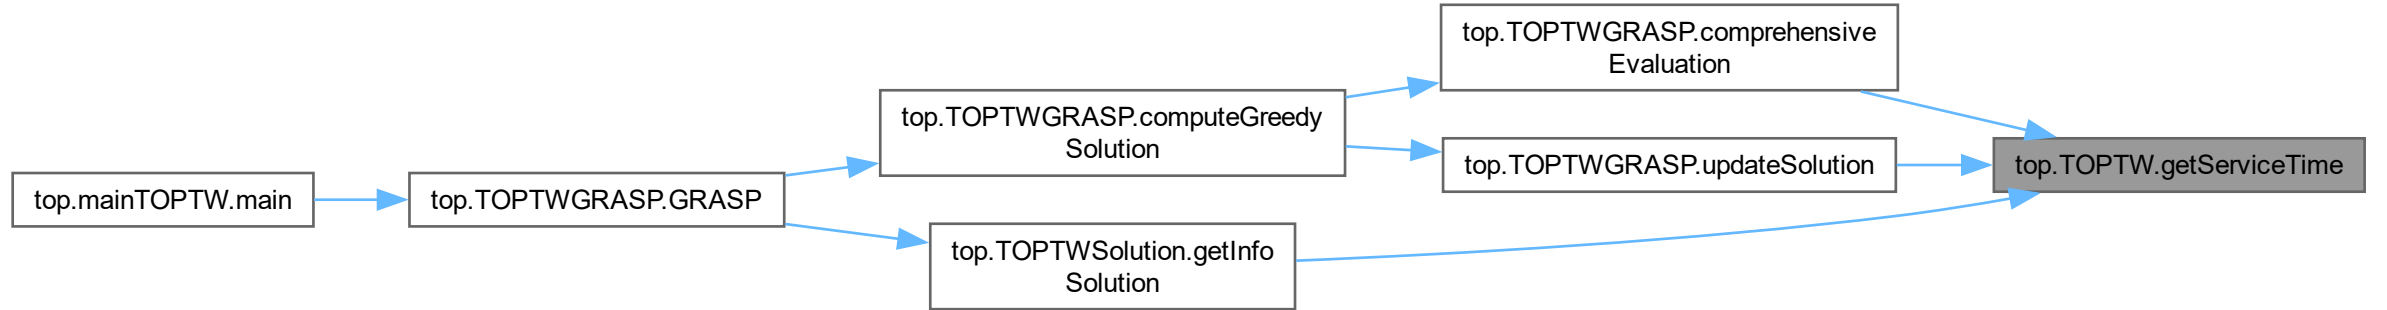 top.mainTOPTW.main
top.TOPTWGRASP.GRASP
top.TOPTWGRASP.computeGreedy
Solution
top.TOPTWSolution.getInfo
Solution
top.TOPTWGRASP.comprehensive
Evaluation
top.TOPTWGRASP.updateSolution
top.TOPTW.getServiceTime